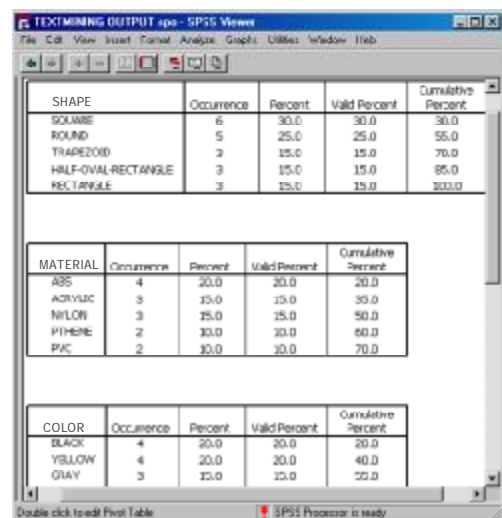 TEXTMINING OUTPUT spo - SPSS Viewer
File Edit View Insert Format Analyze Graphs Utilities Window Help
Cumulative
SHAPE Occurrence Percent Valid Percent Percent
SQUARE 6 30.0 30.0 30.0
ROUND 5 25.0 25.0 55.0
TRAPEZOID 3 15.0 15.0 70.0
HALF-OVAL-RECTANGLE 3 15.0 15.0 85.0
RECTANGLE 3 15.0 15.0 100.0
Cumulative
MATERIAL Occurrence Percent Valid Percent Percent
ABS 4 20.0 20.0 20.0
ACRYLIC 3 15.0 15.0 35.0
NYLON 3 15.0 15.0 50.0
PTHENE 2 10.0 10.0 60.0
PVC 2 10.0 10.0 70.0
Cumulative
COLOR Occurrence Percent Valid Percent Percent
BLACK 4 20.0 20.0 20.0
YELLOW 4 20.0 20.0 40.0
GRAY 3 15.0 15.0 55.0
Double click to edit Pivot Table SPSS Processor is ready